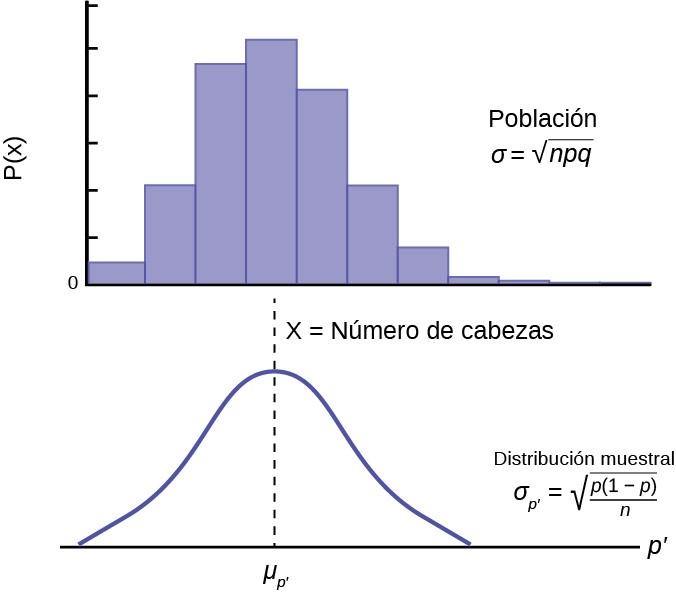 P(x)
Población
σ = √npq
0
X = Número de cabezas
Distribución muestral
σp′ = √p(1 − p)/n
p′
μp′